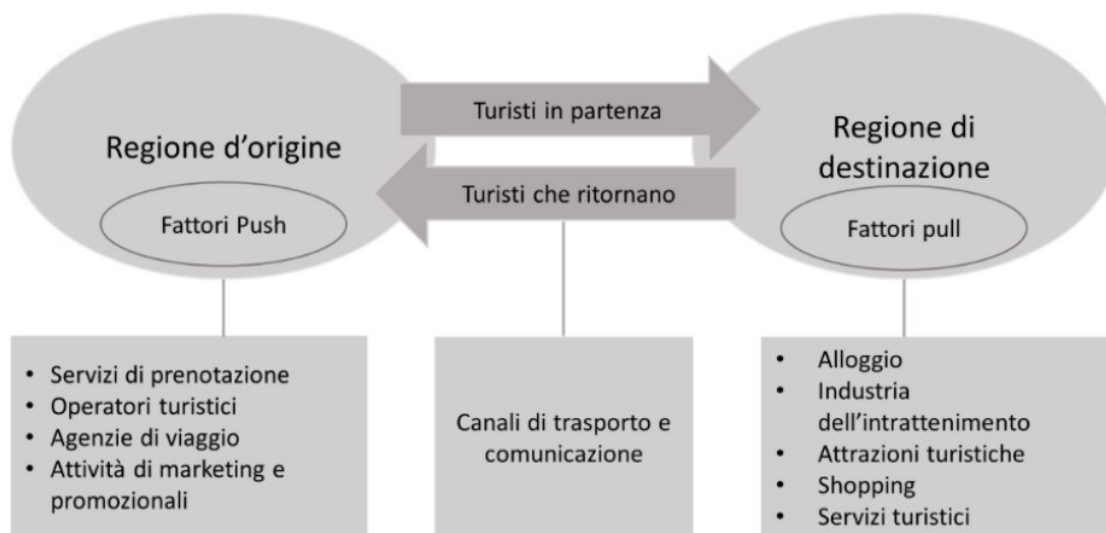 Turisti in partenza
Regione d'origine
Regione di
destinazione
Turisti che ritornano
Fattori Push
Fattori pull
• Servizi di prenotazione
• Operatori turistici
• Agenzie di viaggio
• Attività di marketing e
promozionali
Canali di trasporto e
comunicazione
• Alloggio
• Industria
dell'intrattenimento
• Attrazioni turistiche
• Shopping
• Servizi turistici